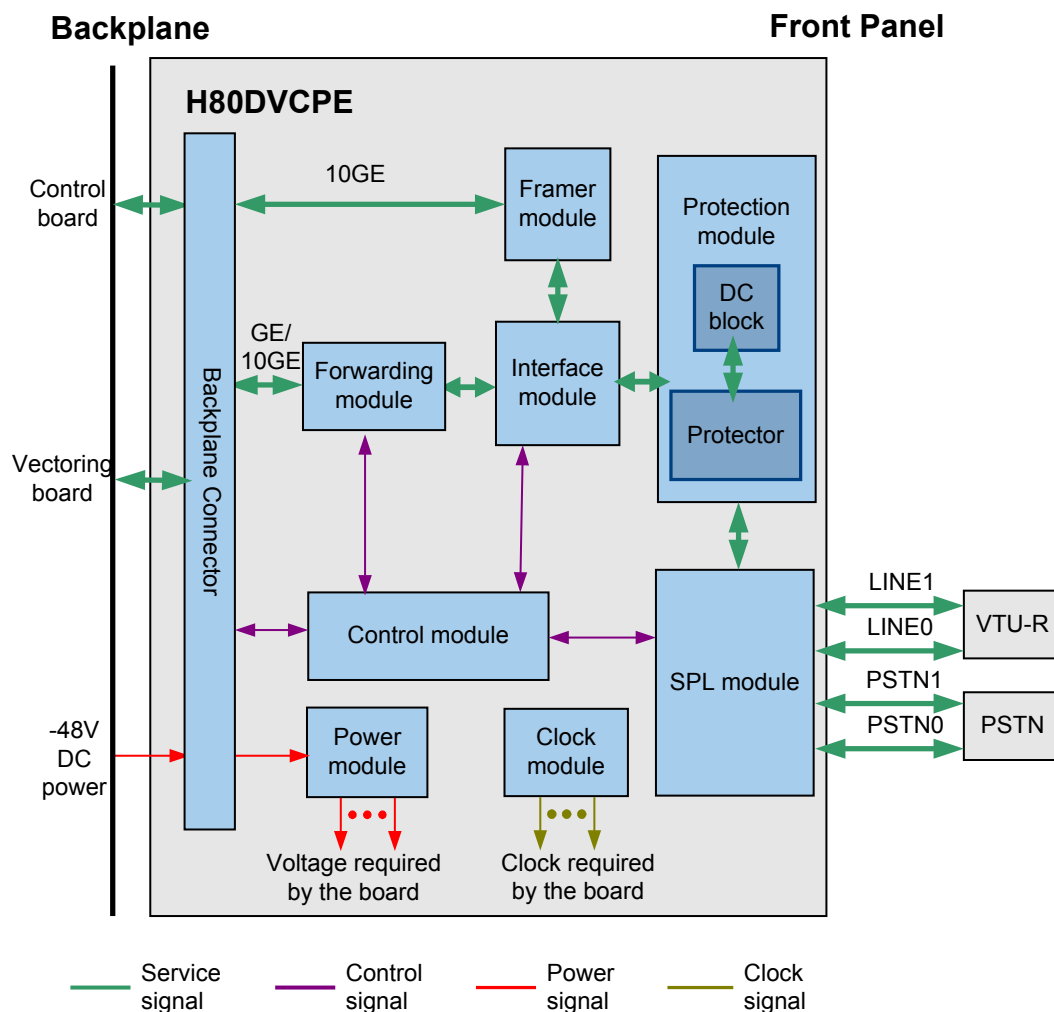 Backplane
Front Panel
H80DVCPE
Control
board
10GE
Framer
module
Protection
module
DC
block
GE/
10GE
Forwarding
module
Interface
module
Protector
Backplane Connector
Vectoring
board
Control module
SPL module
LINE1
LINE0
VTU-R
PSTN1
PSTN0
PSTN
-48V
DC
power
Power
module
Clock
module
Voltage required
by the board
Clock required
by the board
Service
signal
Control
signal
Power
signal
Clock
signal